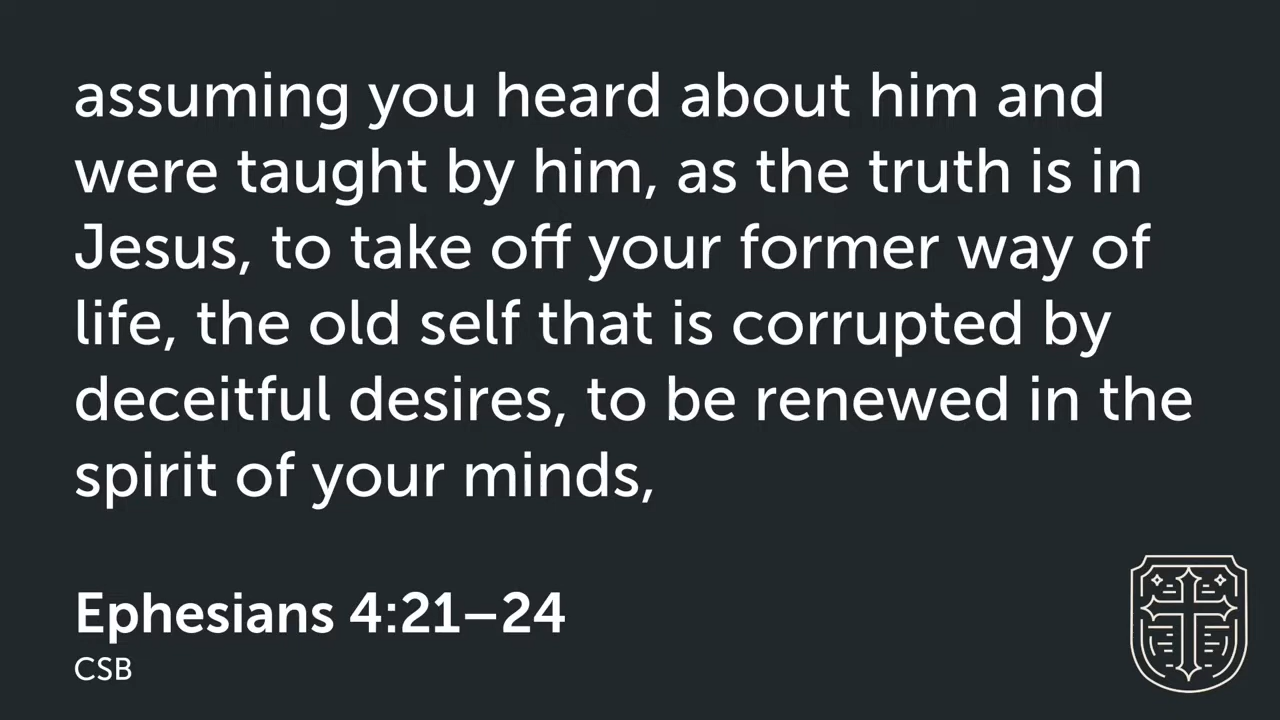 assuming you heard about him and
were taught by him, as the truth is in
Jesus, to take off your former way of
life, the old self that is corrupted by
deceitful desires, to be renewed in the
spirit of your minds,
Ephesians 4:21–24
CSB